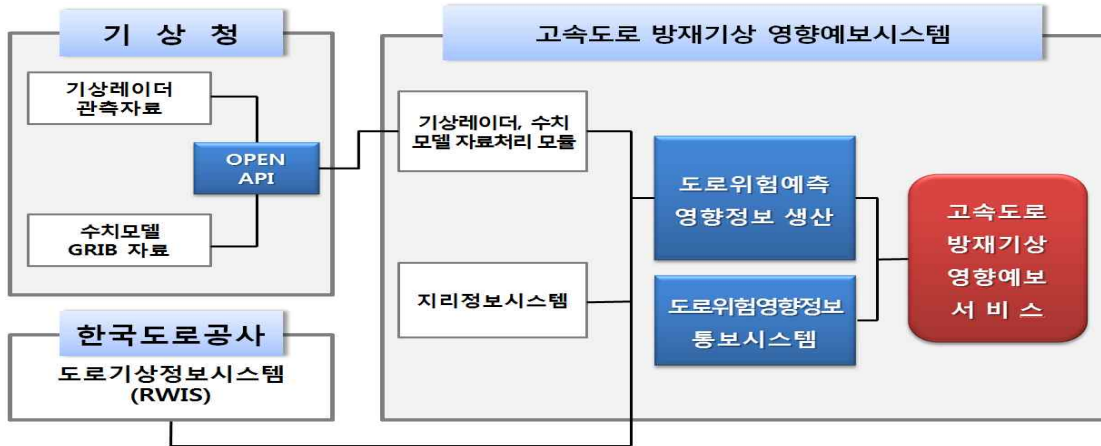 기 상 청
기상레이더
관측자료
OPEN
API
수치모델
GRIB 자료
한국도로공사
도로기상정보시스템
(RWIS)
고속도로 방재기상 영향예보시스템
기상레이더, 수치
모델 자료처리 모듈
지리정보시스템
도로위험예측
영향정보 생산
도로위험영향정보
통보시스템
고속도로
방재기상
영향예보
서 비 스